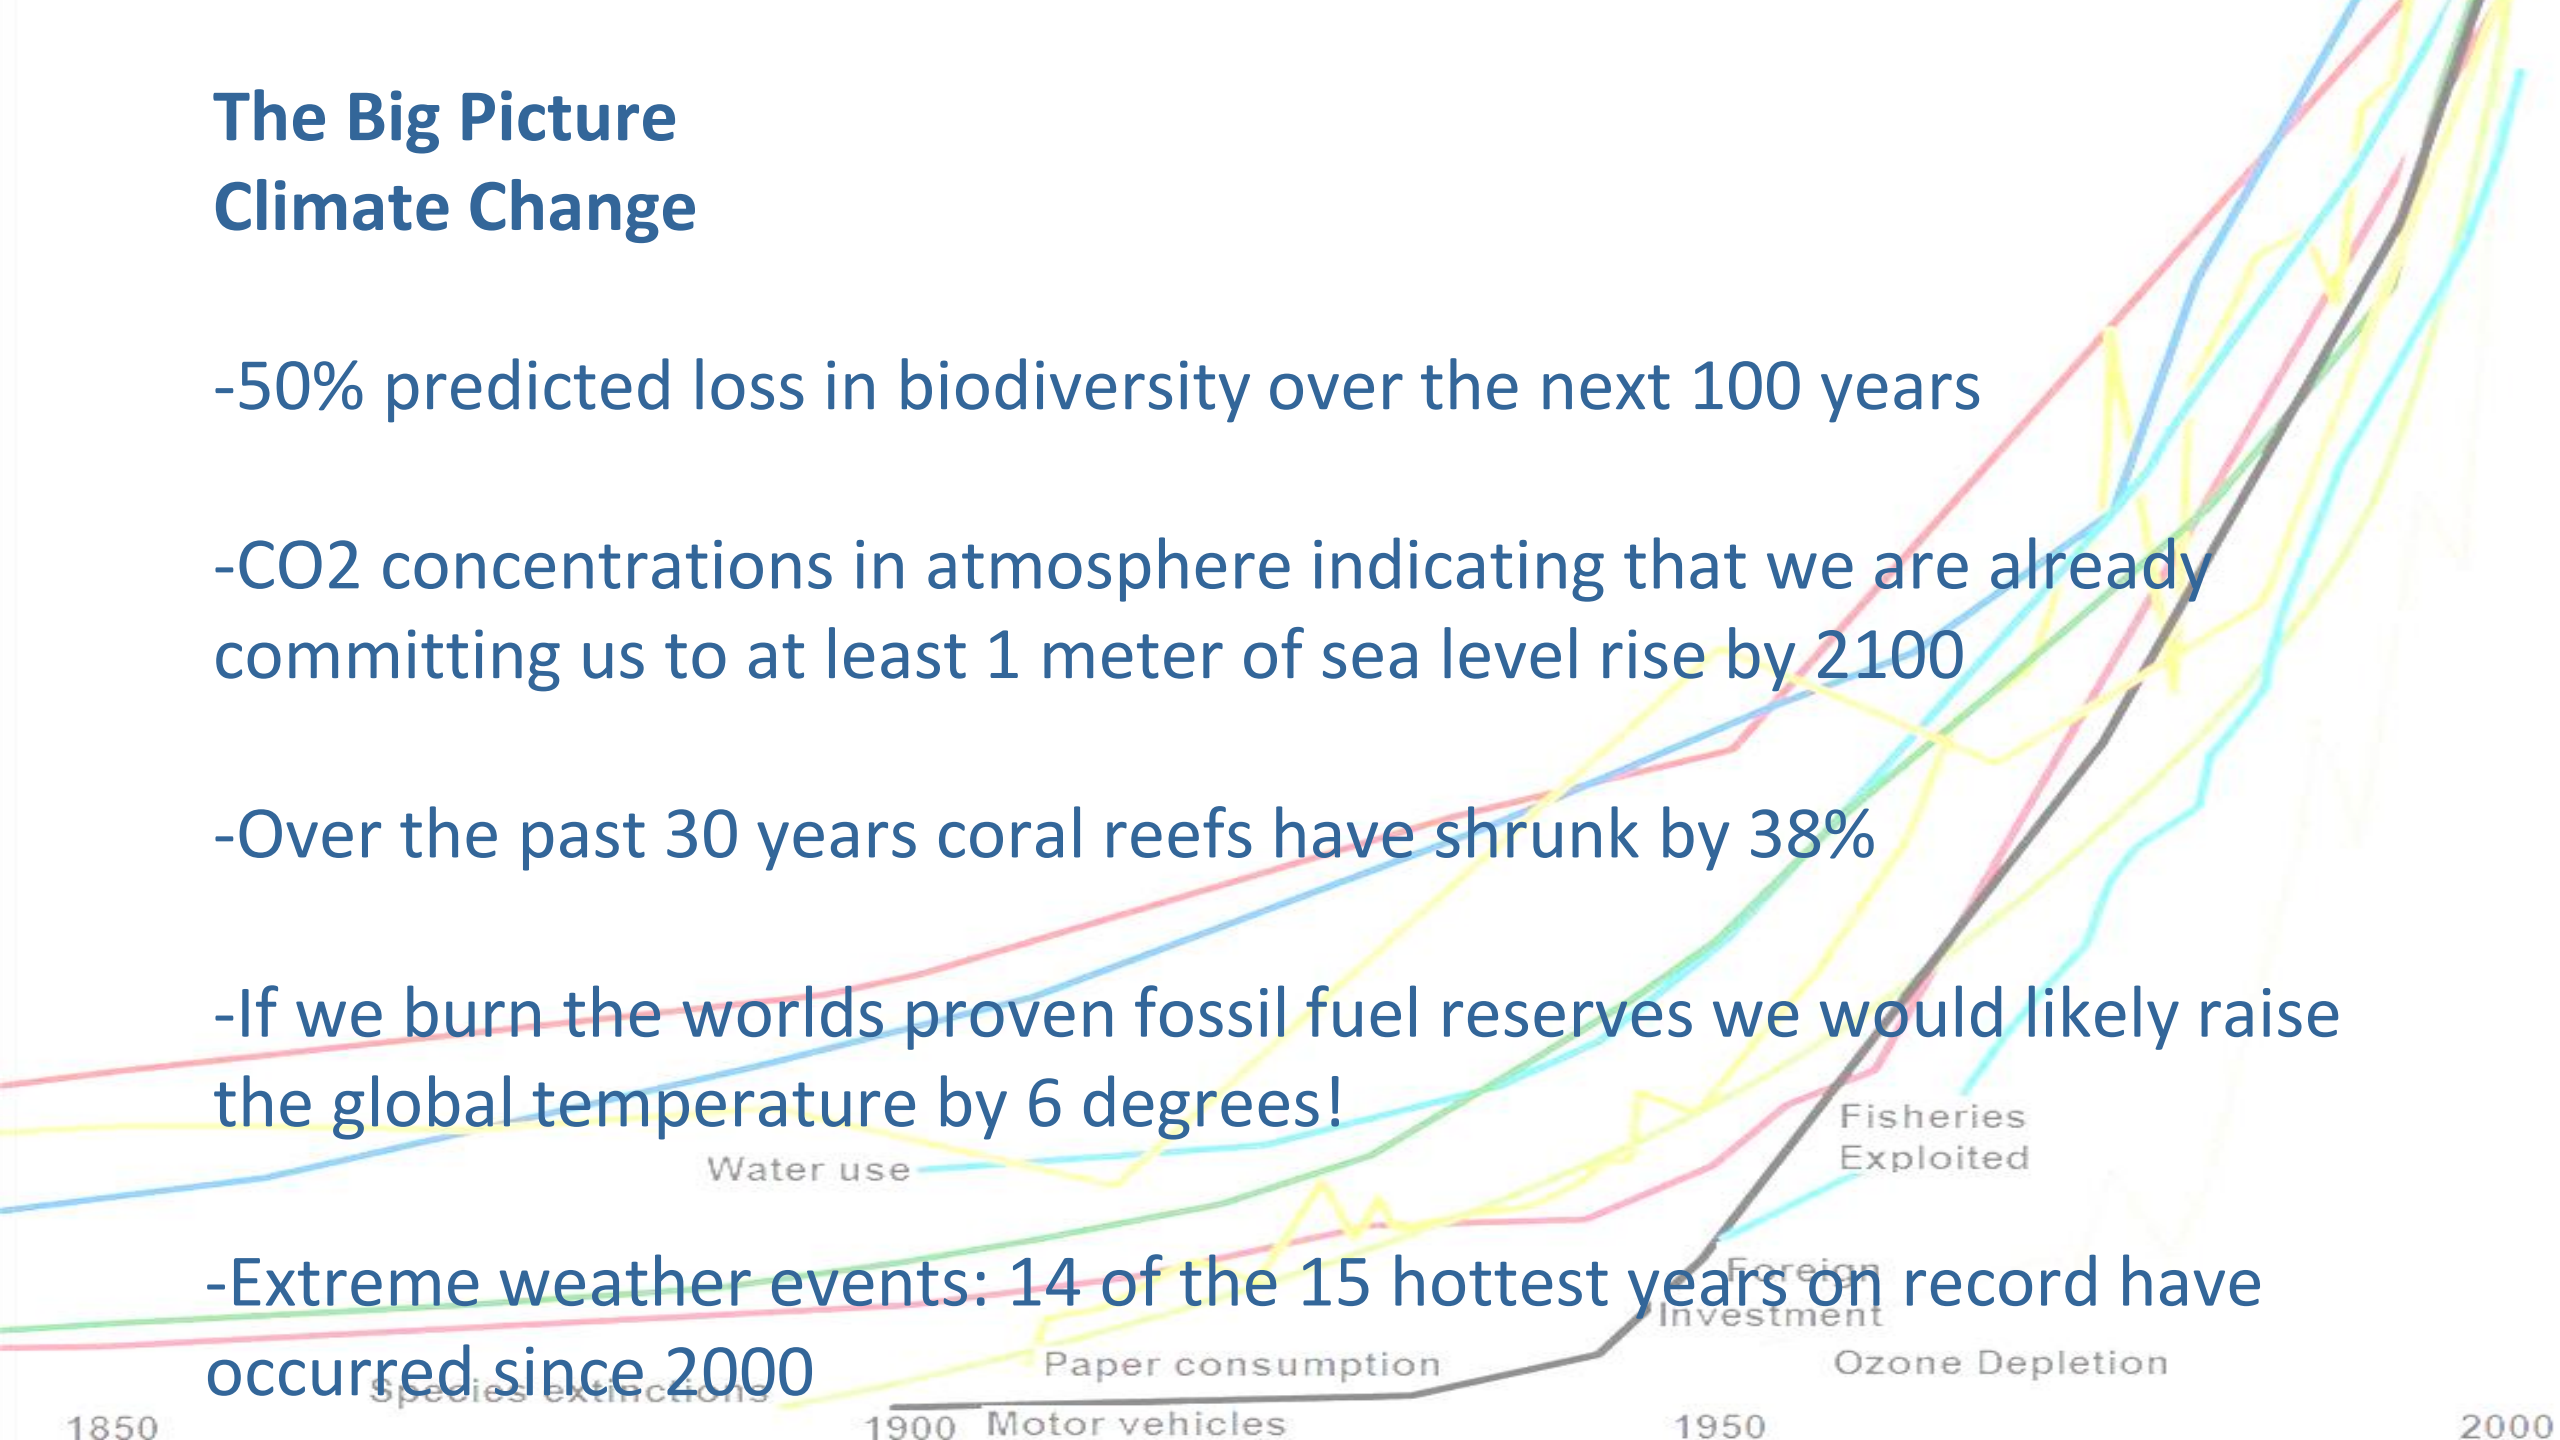 The Big Picture
Climate Change
-50% predicted loss in biodiversity over the next 100 years
-CO2 concentrations in atmosphere indicating that we are already
committing us to at least 1 meter of sea level rise by 2100
-Over the past 30 years coral reefs have shrunk by 38%
-If we burn the worlds proven fossil fuel reserves we would likely raise
the global temperature by 6 degrees!
Fisheries
Exploited
Water use
-Extreme weather events: 14 of the 15 hottest years on record have
occurred since 2000
Foreign
Investment
Paper consumption
Ozone Depletion
Species extinctions
Motor vehicles
1850
1900
1950
2000